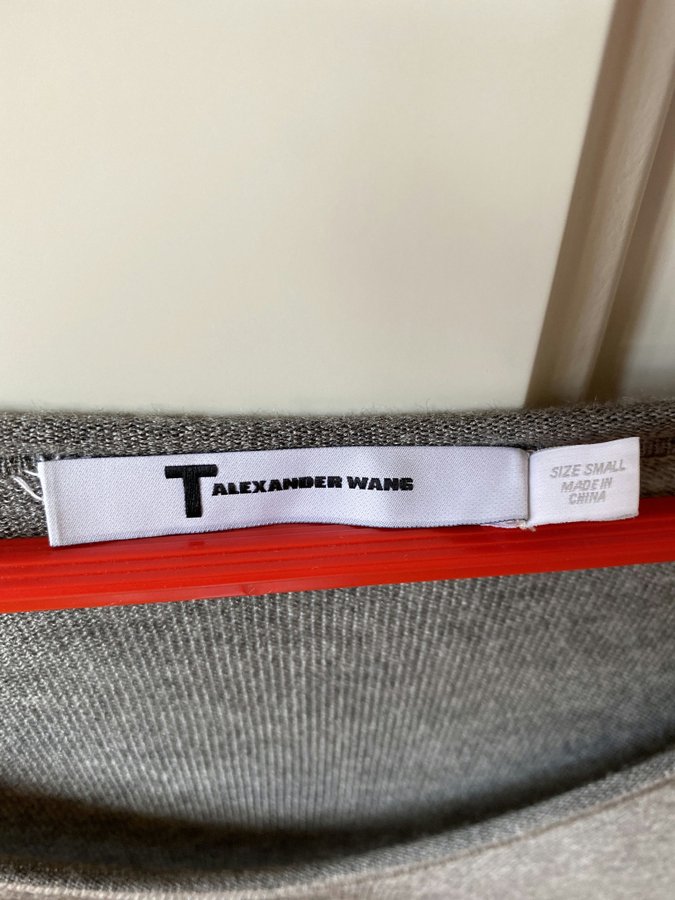 T ALEXANDER WANG
SIZE SMALL
MADE IN
CHINA